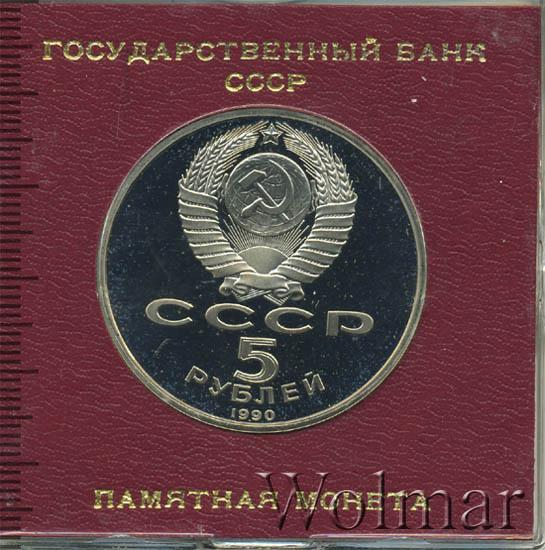 ГОСУДАРСТВЕННЫЙ БАНК
СССР
СССР
5
РУБЛЕЙ
1990
Wolmar
ПАМЯТНАЯ МОНЕТА